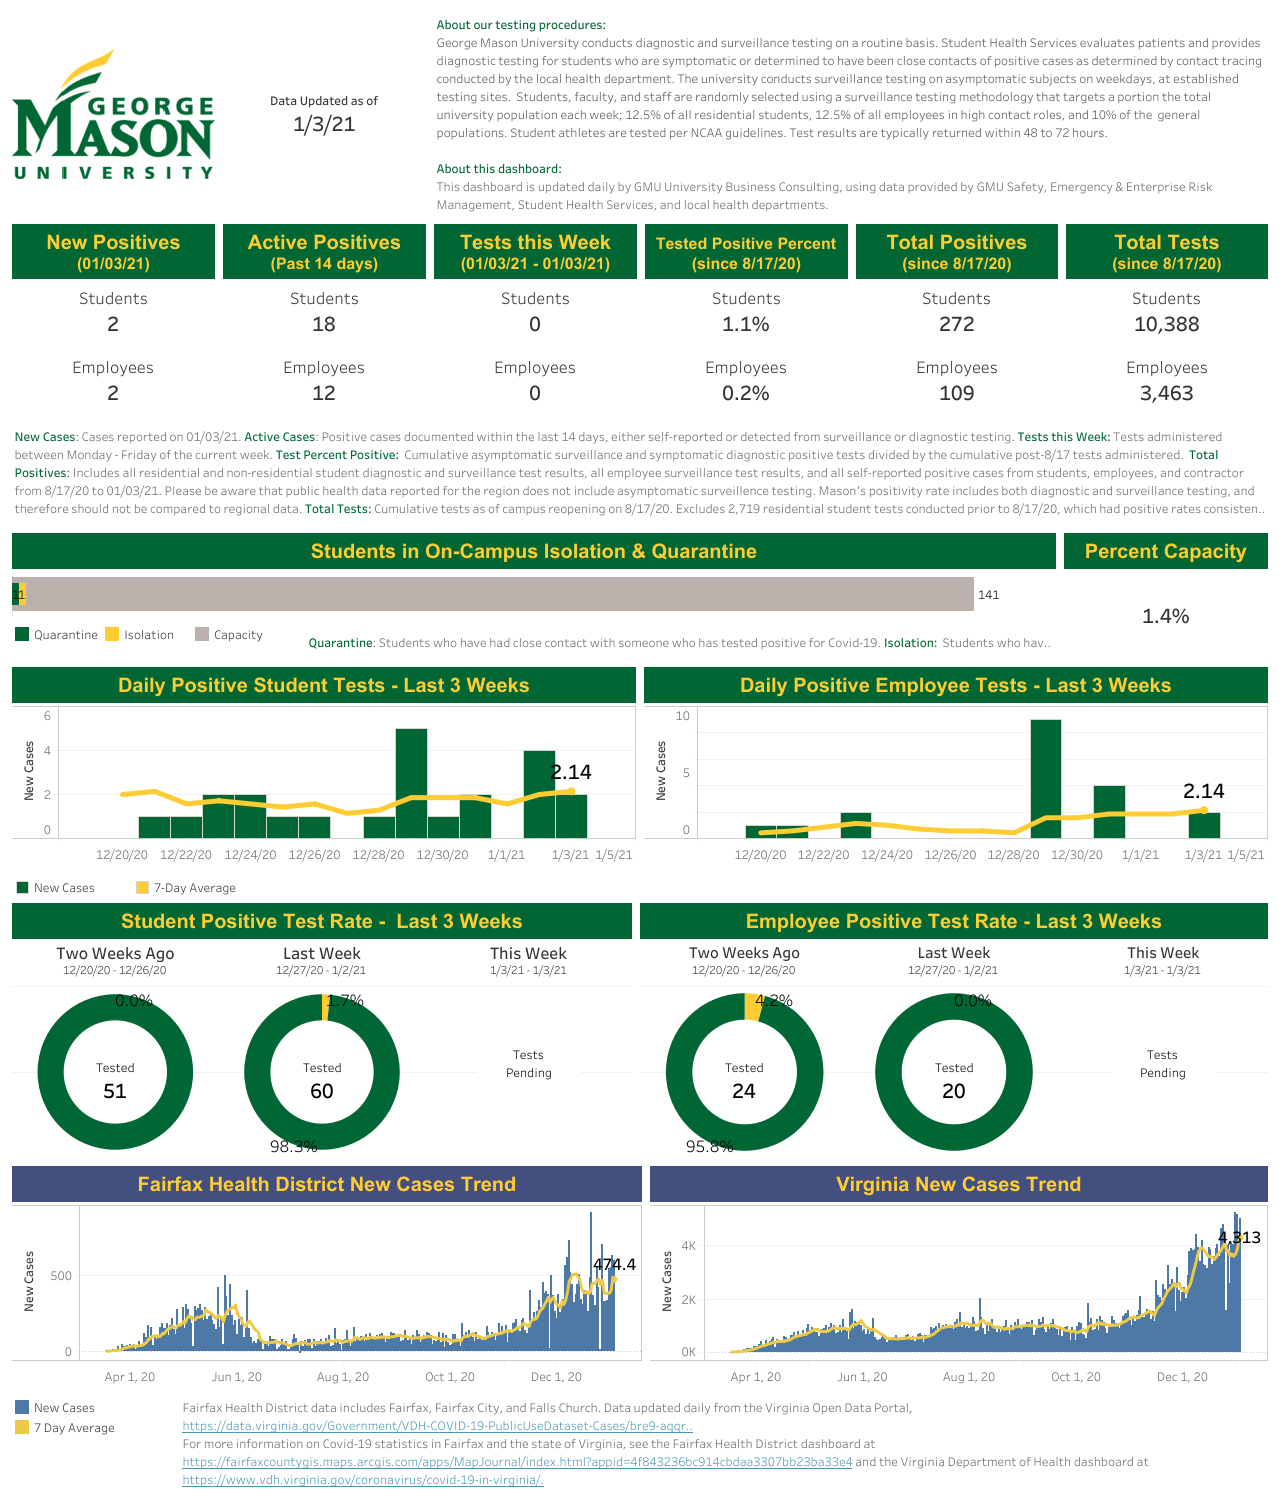 About our testing procedures:
George Mason University conducts diagnostic and surveillance testing on a routine basis. Student Health Services evaluates patients and provides
diagnostic testing for students who are symptomatic or determined to have been close contacts of positive cases as determined by contact tracing
conducted by the local health department. The university conducts surveillance testing on asymptomatic subjects on weekdays, at established
testing sites.  Students, faculty, and staff are randomly selected using a surveillance testing methodology that targets a portion the total
university population each week; 12.5% of all residential students, 12.5% of all employees in high contact roles, and 10% of the  general
populations. Student athletes are tested per NCAA guidelines. Test results are typically returned within 48 to 72 hours.
GEORGE
MASON
UNIVERSITY
Data Updated as of
1/3/21
About this dashboard:
This dashboard is updated daily by GMU University Business Consulting, using data provided by GMU Safety, Emergency & Enterprise Risk
Management, Student Health Services, and local health departments.
New Positives Active Positives Tests this Week Tested Positive Percent Total Positives Total Tests
(01/03/21) (Past 14 days) (01/03/21 - 01/03/21) (since 8/17/20) (since 8/17/20) (since 8/17/20)
Students Students Students Students Students Students
2 18 0 1.1% 272 10,388
Employees Employees Employees Employees Employees Employees
2 12 0 0.2% 109 3,463
New Cases: Cases reported on 01/03/21. Active Cases: Positive cases documented within the last 14 days, either self-reported or detected from surveillance or diagnostic testing. Tests this Week: Tests administered
between Monday - Friday of the current week. Test Percent Positive:  Cumulative asymptomatic surveillance and symptomatic diagnostic positive tests divided by the cumulative post-8/17 tests administered.  Total
Positives: Includes all residential and non-residential student diagnostic and surveillance test results, all employee surveillance test results, and all self-reported positive cases from students, employees, and contractor
from 8/17/20 to 01/03/21. Please be aware that public health data reported for the region does not include asymptomatic surveillence testing. Mason's positivity rate includes both diagnostic and surveillance testing, and
therefore should not be compared to regional data. Total Tests: Cumulative tests as of campus reopening on 8/17/20. Excludes 2,719 residential student tests conducted prior to 8/17/20, which had positive rates consisten..
Students in On-Campus Isolation & Quarantine Percent Capacity
1 1 141
1.4%
Quarantine Isolation Capacity
Quarantine: Students who have had close contact with someone who has tested positive for Covid-19. Isolation:  Students who hav..
Daily Positive Student Tests - Last 3 Weeks
New Cases
6
4
2
0
2.14
12/20/20 12/22/20 12/24/20 12/26/20 12/28/20 12/30/20 1/1/21 1/3/21 1/5/21
New Cases 7-Day Average
Daily Positive Employee Tests - Last 3 Weeks
New Cases
10
5
0
2.14
12/20/20 12/22/20 12/24/20 12/26/20 12/28/20 12/30/20 1/1/21 1/3/21 1/5/21
Student Positive Test Rate -  Last 3 Weeks
Two Weeks Ago Last Week This Week
12/20/20 - 12/26/20 12/27/20 - 1/2/21 1/3/21 - 1/3/21
0.0% 1.7%
Tested Tested Tests
51 60 Pending
98.3%
Employee Positive Test Rate - Last 3 Weeks
Two Weeks Ago Last Week This Week
12/20/20 - 12/26/20 12/27/20 - 1/2/21 1/3/21 - 1/3/21
4.2% 0.0%
Tested Tested Tests
24 20 Pending
95.8%
Fairfax Health District New Cases Trend
New Cases
500
0
474.4
Apr 1, 20 Jun 1, 20 Aug 1, 20 Oct 1, 20 Dec 1, 20
Virginia New Cases Trend
New Cases
4K
2K
0K
4,313
Apr 1, 20 Jun 1, 20 Aug 1, 20 Oct 1, 20 Dec 1, 20
New Cases
7 Day Average
Fairfax Health District data includes Fairfax, Fairfax City, and Falls Church. Data updated daily from the Virginia Open Data Portal,
https://data.virginia.gov/Government/VDH-COVID-19-PublicUseDataset-Cases/bre9-aqqr..
For more information on Covid-19 statistics in Fairfax and the state of Virginia, see the Fairfax Health District dashboard at
https://fairfaxcountygis.maps.arcgis.com/apps/MapJournal/index.html?appid=4f843236bc914cbdaa3307bb23ba33e4 and the Virginia Department of Health dashboard at
https://www.vdh.virginia.gov/coronavirus/covid-19-in-virginia/.